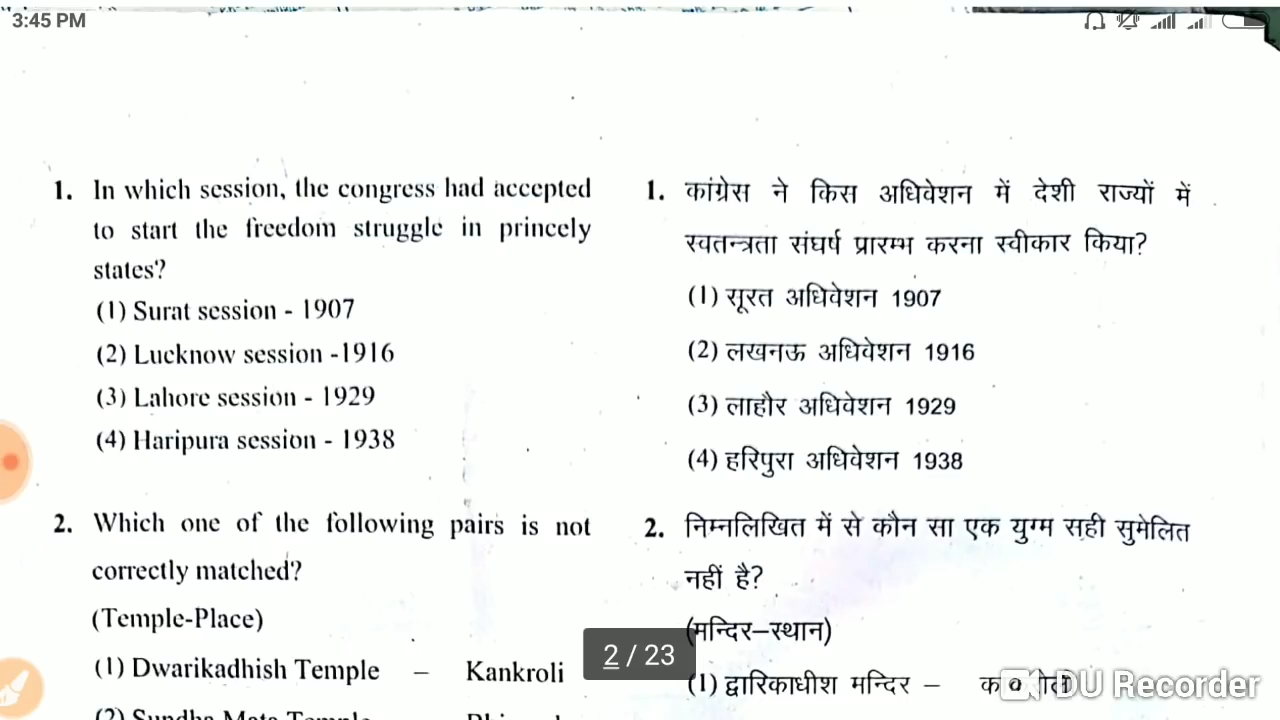 3:45 PM
1. In which session, the congress had accepted
to start the freedom struggle in princely
states?
(1) Surat session - 1907
(2) Lucknow session -1916
(3) Lahore session - 1929
(4) Haripura session - 1938
2. Which one of the following pairs is not
correctly matched?
(Temple-Place)
(1) Dwarikadhish Temple – Kankroli
1. कांग्रेस ने किस अधिवेशन में देशी राज्यों में
स्वतन्त्रता संघर्ष प्रारम्भ करना स्वीकार किया?
(1) सूरत अधिवेशन 1907
(2) लखनऊ अधिवेशन 1916
(3) लाहौर अधिवेशन 1929
(4) हरिपुरा अधिवेशन 1938
2. निम्नलिखित में से कौन सा एक युग्म सही सुमेलित
नहीं है?
(मन्दिर–स्थान)
(1) द्वारिकाधीश मन्दिर –
2 / 23
DU Recorder